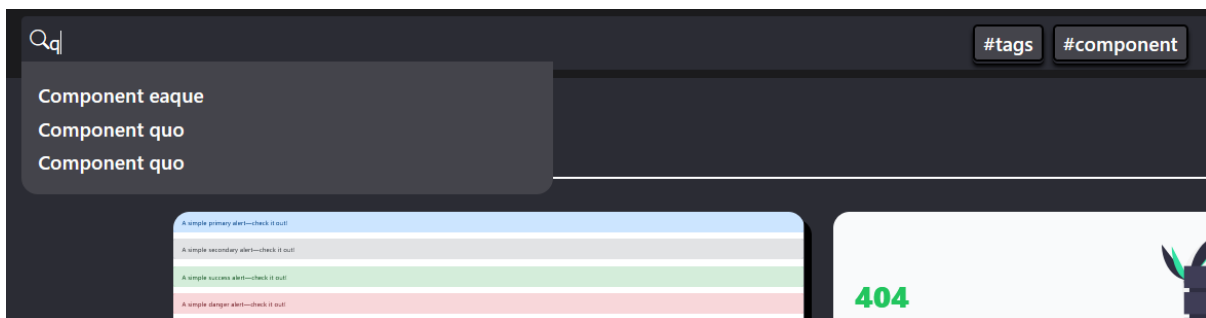 q
#tags #component
Component eaque
Component quo
Component quo
A simple primary alert—check it out!
A simple secondary alert—check it out!
A simple success alert—check it out!
A simple danger alert—check it out!
404